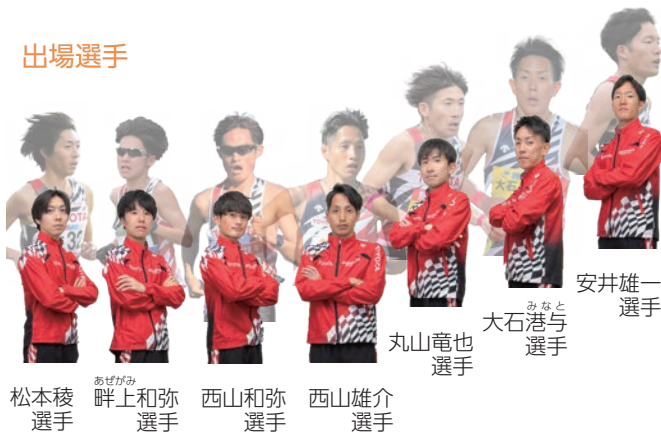 出場選手
安井雄一
選手
みなと
大石港与
選手
丸山竜也
選手
松本稜
選手
あぜがみ
畔上和弥
選手
西山和弥
選手
西山雄介
選手
大石